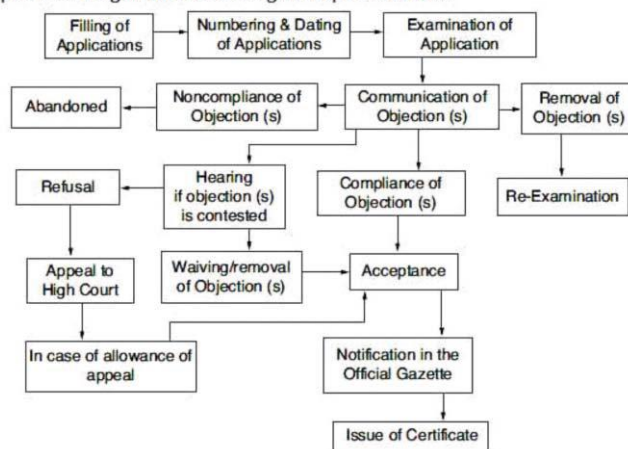 Filling of
Applications
Numbering & Dating
of Applications
Examination of
Application
Abandoned
Noncompliance of
Objection (s)
Communication of
Objection (s)
Removal of
Objection (s)
Refusal
Hearing
if objection (s)
is contested
Compliance of
Objection (s)
Re-Examination
Appeal to
High Court
Waiving/removal
of Objection (s)
Acceptance
In case of allowance of
appeal
Notification in the
Official Gazette
Issue of Certificate